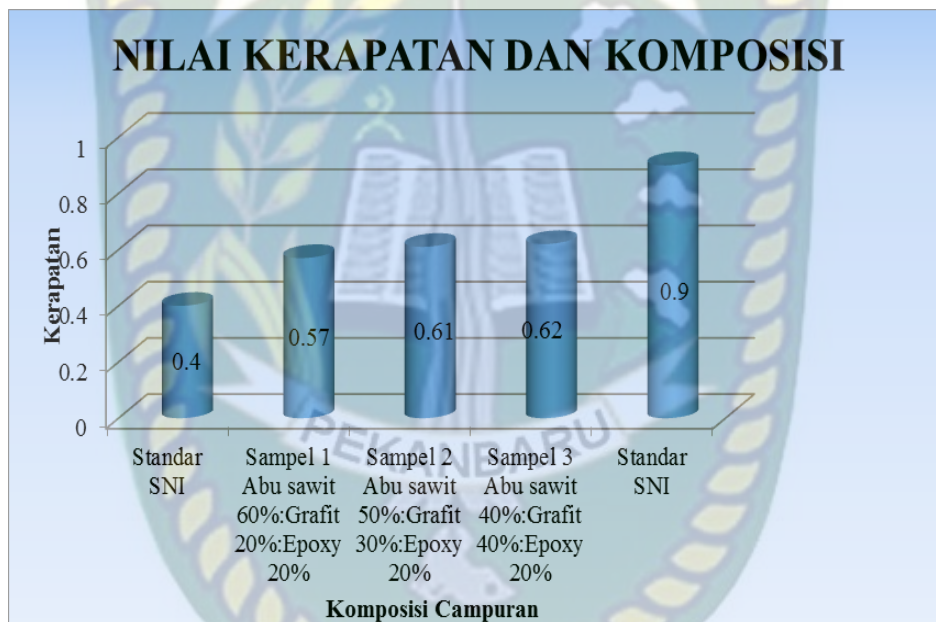 NILAI KERAPATAN DAN KOMPOSISI
Kerapatan
1
0.8
0.6
0.4
0.2
0
0.4
0.57
0.61
0.62
0.9
Standar
SNI
Sampel 1
Abu sawit
60%:Grafit
20%:Epoxy
20%
Sampel 2
Abu sawit
50%:Grafit
30%:Epoxy
20%
Sampel 3
Abu sawit
40%:Grafit
40%:Epoxy
20%
Standar
SNI
Komposisi Campuran
PEKANBARU